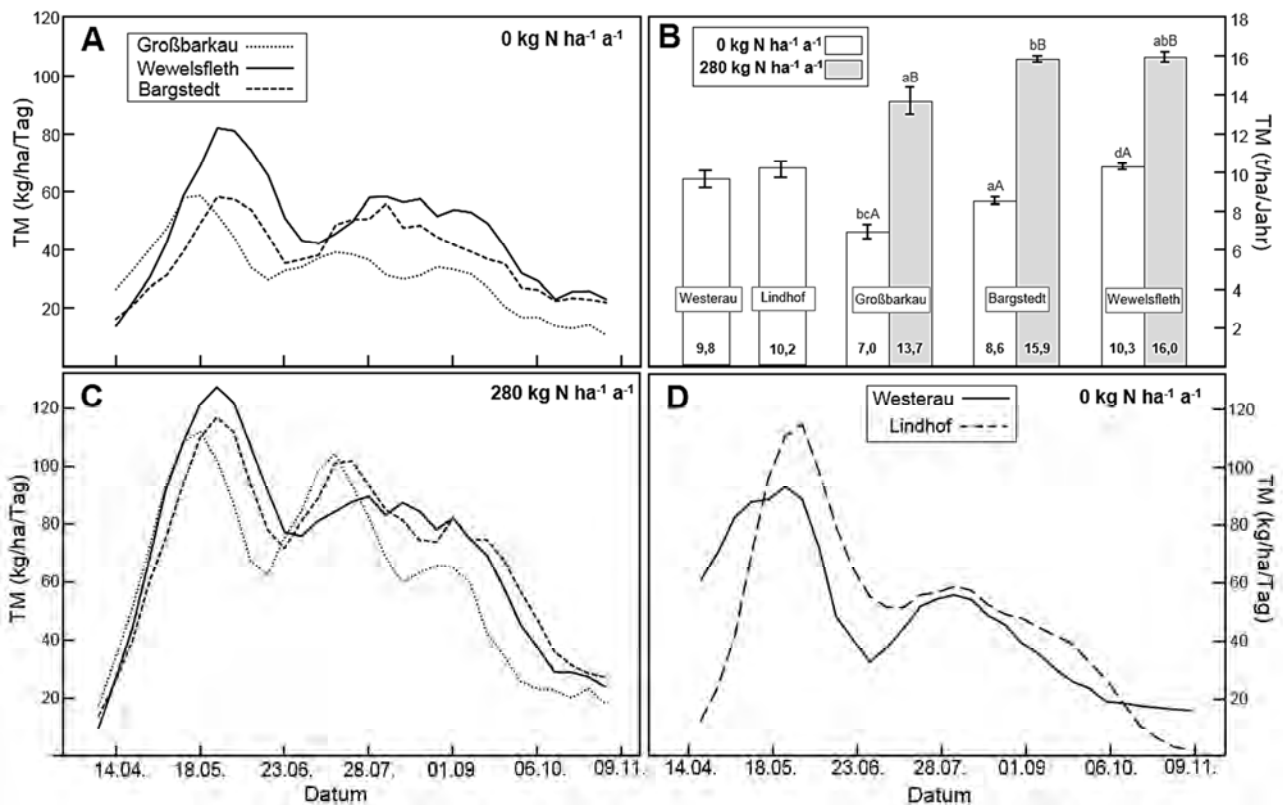 A
0 kg N ha⁻¹ a⁻¹
Großbarkau
Wewelsfleth
Bargstedt
TM (kg/ha/Tag)
120
100
80
60
40
20
B
0 kg N ha⁻¹ a⁻¹
280 kg N ha⁻¹ a⁻¹
bcA
aB
aA
bB
dA
abB
Westerau
Lindhof
Großbarkau
Bargstedt
Wewelsfleth
9,8
10,2
7,0
13,7
8,6
15,9
10,3
16,0
TM (t/ha/Jahr)
18
16
14
12
10
8
6
4
2
C
280 kg N ha⁻¹ a⁻¹
TM (kg/ha/Tag)
120
100
80
60
40
20
14.04.
18.05.
23.06.
28.07.
01.09.
06.10.
09.11.
Datum
D
Westerau
Lindhof
0 kg N ha⁻¹ a⁻¹
TM (kg/ha/Tag)
120
100
80
60
40
20
14.04.
18.05.
23.06.
28.07.
01.09.
06.10.
09.11.
Datum